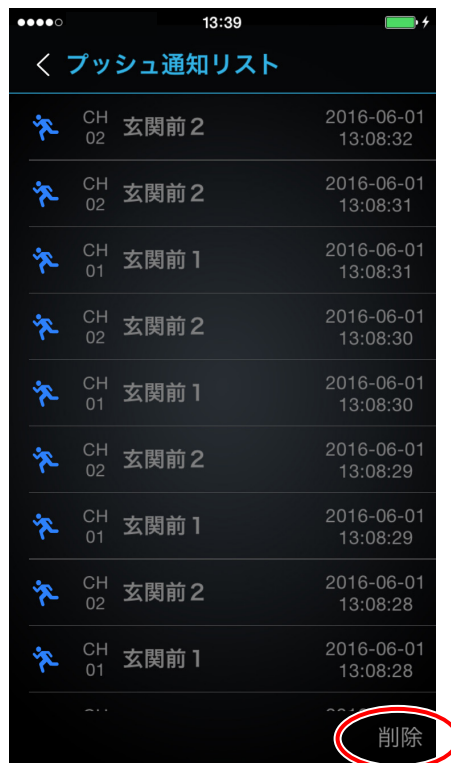 13:39
プッシュ通知リスト
CH 02 玄関前2 2016-06-01 13:08:32
CH 02 玄関前2 2016-06-01 13:08:31
CH 01 玄関前1 2016-06-01 13:08:31
CH 02 玄関前2 2016-06-01 13:08:30
CH 01 玄関前1 2016-06-01 13:08:30
CH 02 玄関前2 2016-06-01 13:08:29
CH 01 玄関前1 2016-06-01 13:08:29
CH 02 玄関前2 2016-06-01 13:08:28
CH 01 玄関前1 2016-06-01 13:08:28
削除